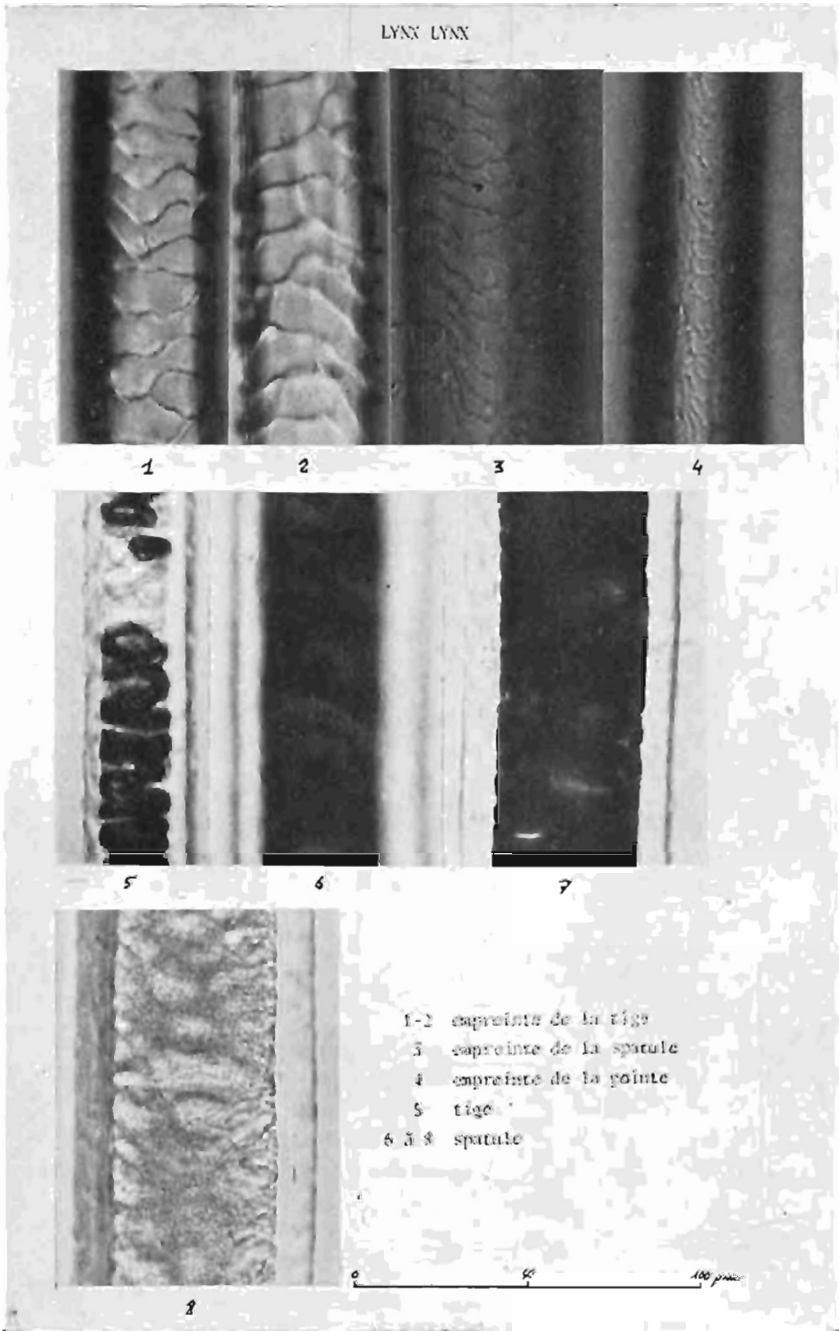 LYNX LYNX
1 2 3 4
5 6 7
1-2 empreinte de la tige
3 empreinte de la spatule
4 empreinte de la pointe
5 tige
6 à 8 spatule
0 50 100
8